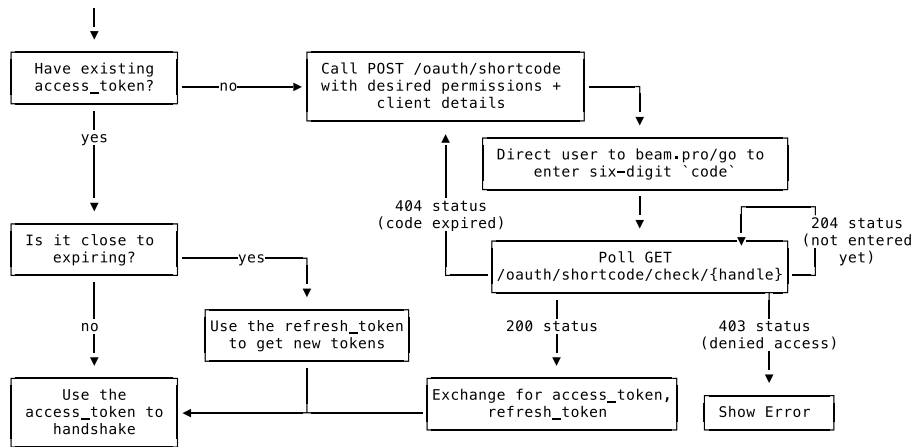 Have existing
access_token?
no
Call POST /oauth/shortcode
with desired permissions +
client details
yes
Direct user to beam.pro/go to
enter six-digit `code`
404 status
(code expired)
204 status
(not entered
yet)
Is it close to
expiring?
yes
Poll GET
/oauth/shortcode/check/{handle}
no
Use the refresh_token
to get new tokens
200 status
403 status
(denied access)
Use the
access_token to
handshake
Exchange for access_token,
refresh_token
Show Error